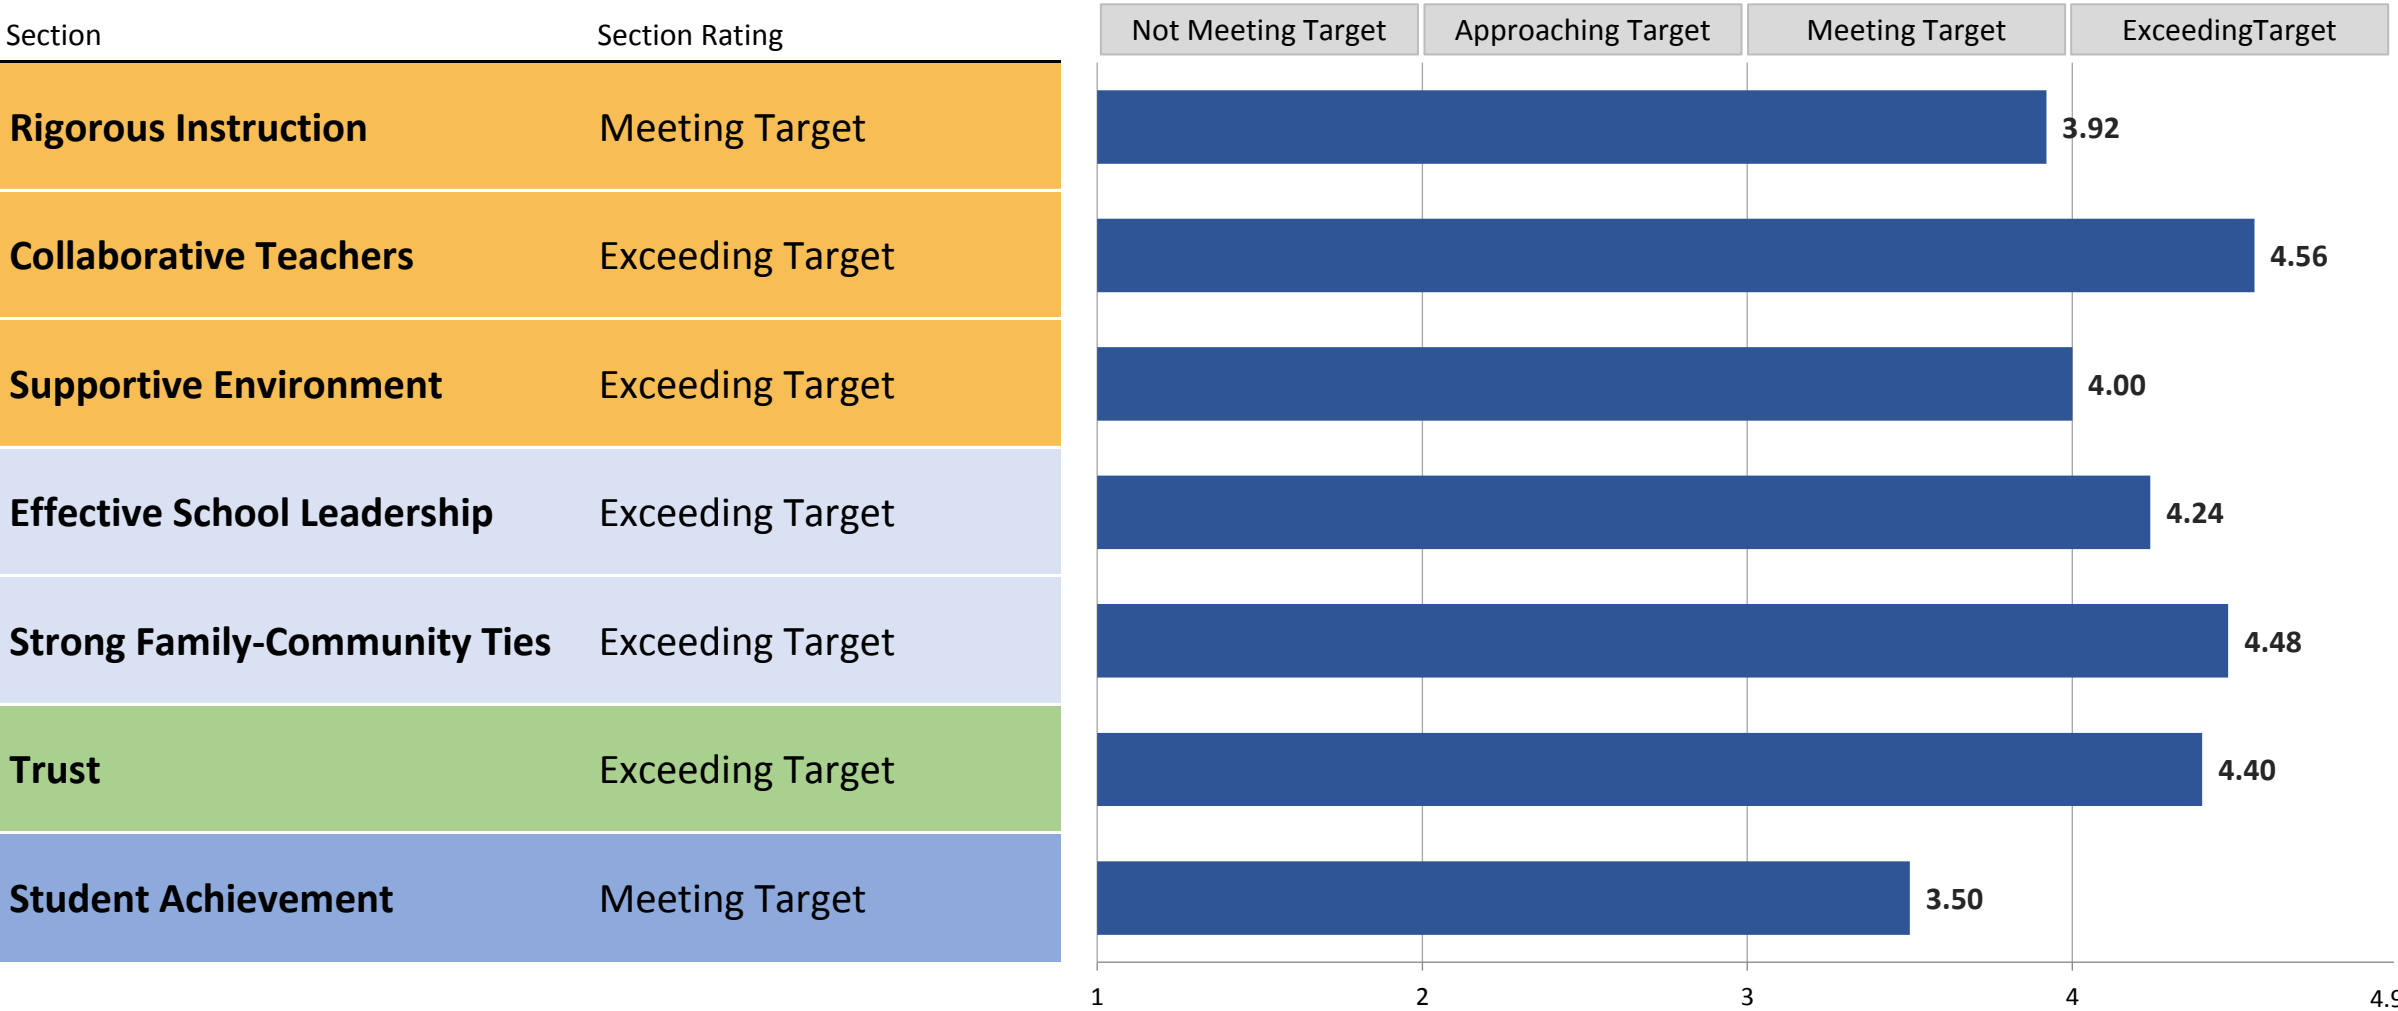 Section Section Rating Not Meeting Target Approaching Target Meeting Target ExceedingTarget
Rigorous Instruction Meeting Target 3.92
Collaborative Teachers Exceeding Target 4.56
Supportive Environment Exceeding Target 4.00
Effective School Leadership Exceeding Target 4.24
Strong Family-Community Ties Exceeding Target 4.48
Trust Exceeding Target 4.40
Student Achievement Meeting Target 3.50
1 2 3 4